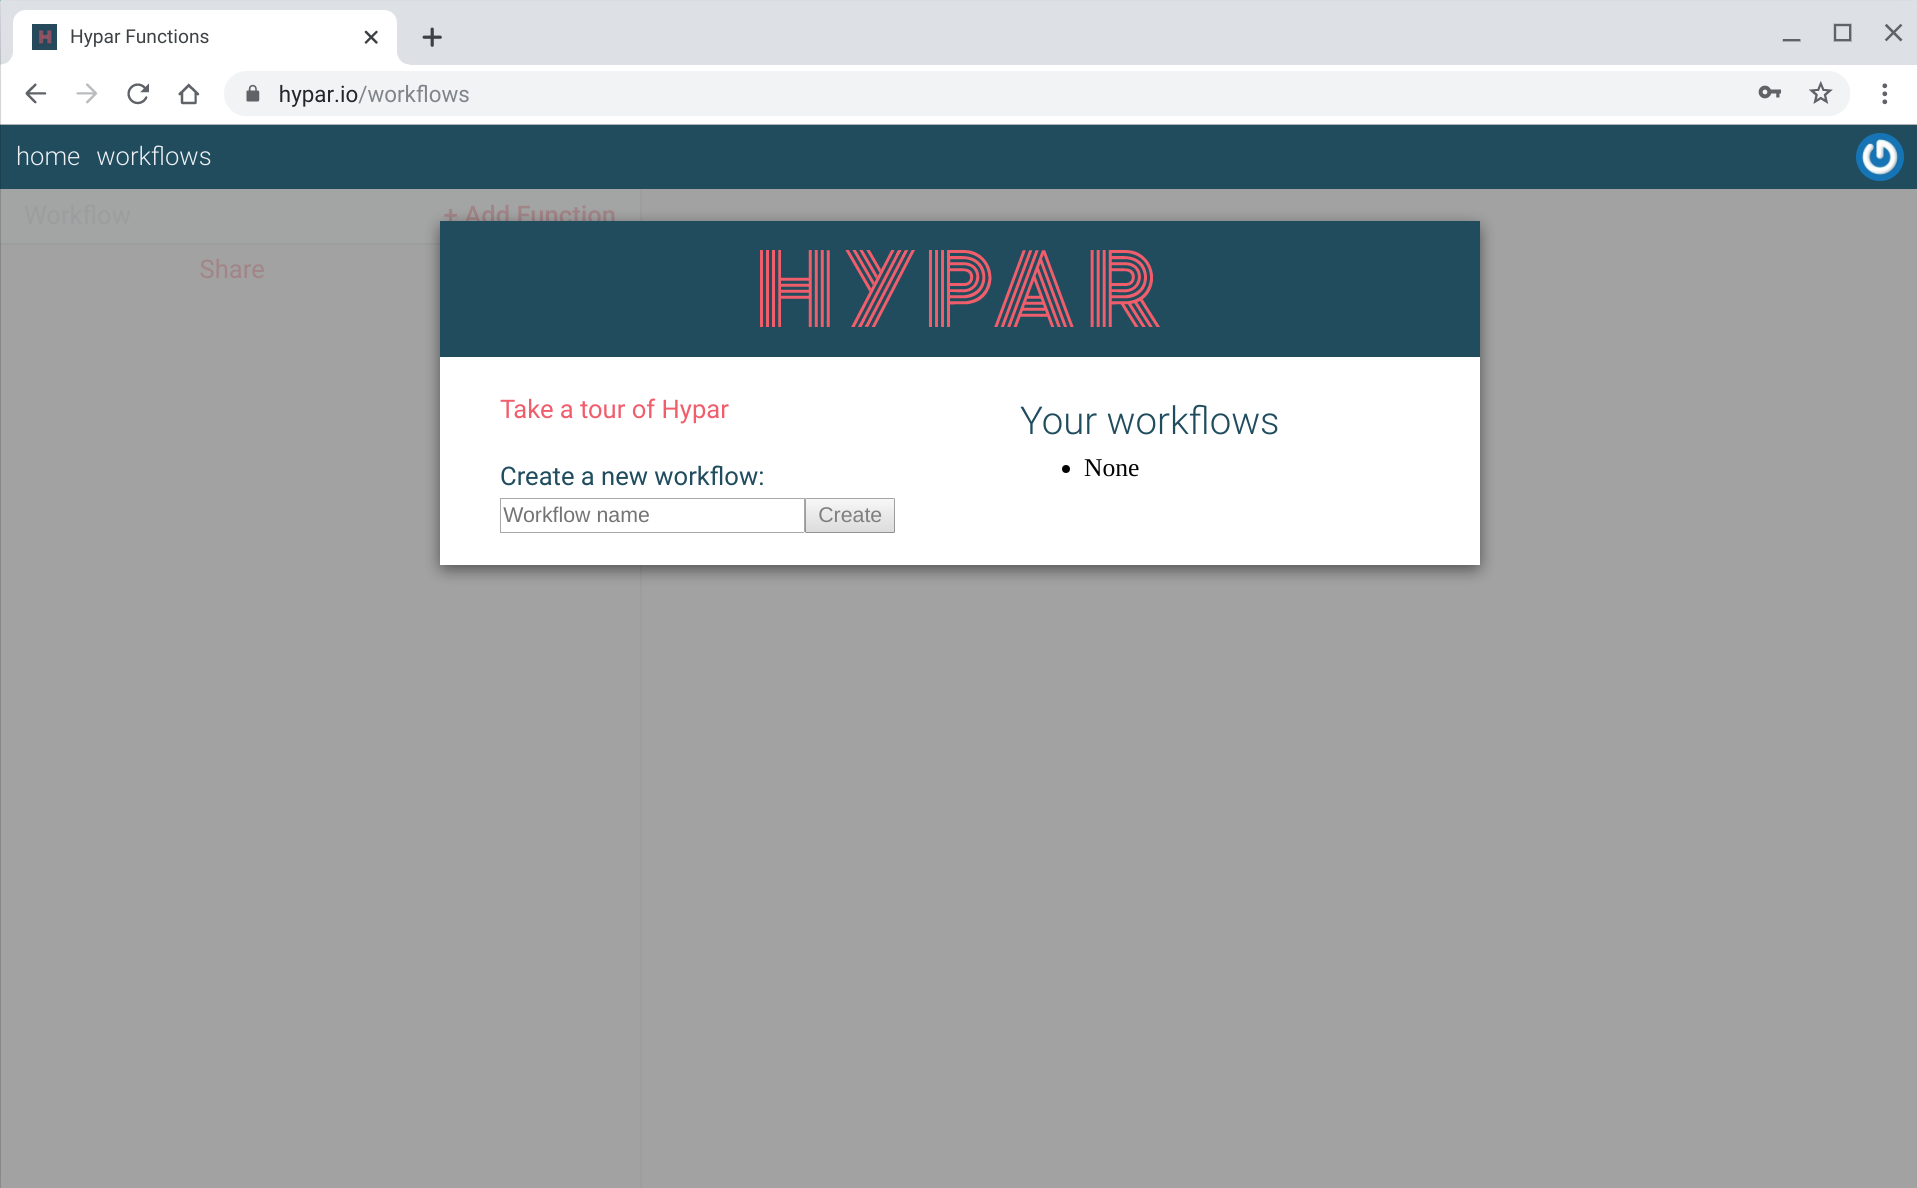 Hypar Functions
hypar.io/workflows
home workflows
Workflow + Add Function
Share
HYPAR
Take a tour of Hypar
Create a new workflow:
Workflow name Create
Your workflows
• None